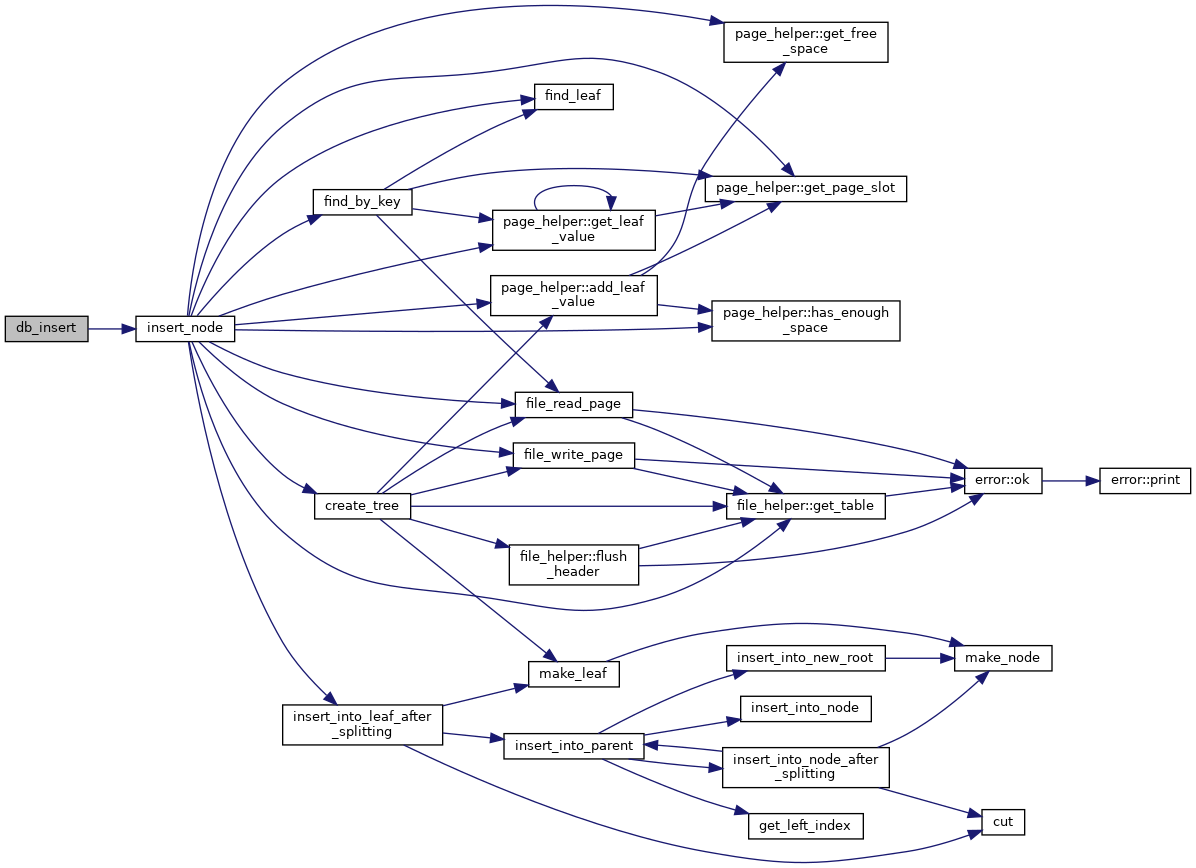 page_helper::get_free
_space
find_leaf
page_helper::get_page_slot
find_by_key
page_helper::get_leaf
_value
page_helper::add_leaf
_value
page_helper::has_enough
_space
db_insert
insert_node
file_read_page
file_write_page
error::ok
error::print
create_tree
file_helper::get_table
file_helper::flush
_header
insert_into_new_root
make_node
make_leaf
insert_into_node
insert_into_leaf_after
_splitting
insert_into_parent
insert_into_node_after
_splitting
get_left_index
cut